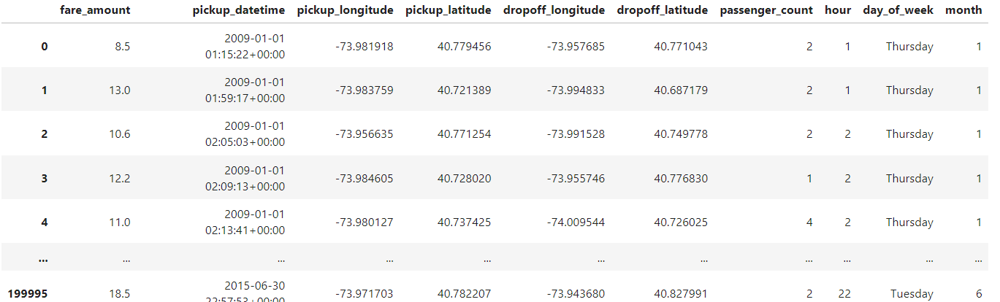 fare_amount pickup_datetime pickup_longitude pickup_latitude dropoff_longitude dropoff_latitude passenger_count hour day_of_week month
0 8.5 2009-01-01 01:15:22+00:00 -73.981918 40.779456 -73.957685 40.771043 2 1 Thursday 1
1 13.0 2009-01-01 01:59:17+00:00 -73.983759 40.721389 -73.994833 40.687179 2 1 Thursday 1
2 10.6 2009-01-01 02:05:03+00:00 -73.956635 40.771254 -73.991528 40.749778 2 2 Thursday 1
3 12.2 2009-01-01 02:09:13+00:00 -73.984605 40.728020 -73.955746 40.776830 1 2 Thursday 1
4 11.0 2009-01-01 02:13:41+00:00 -73.980127 40.737425 -74.009544 40.726025 4 2 Thursday 1
... ... ... ... ... ... ... ... ... ... ...
199995 18.5 2015-06-30 22:57:53+00:00 -73.971703 40.782207 -73.943680 40.827991 2 22 Tuesday 6